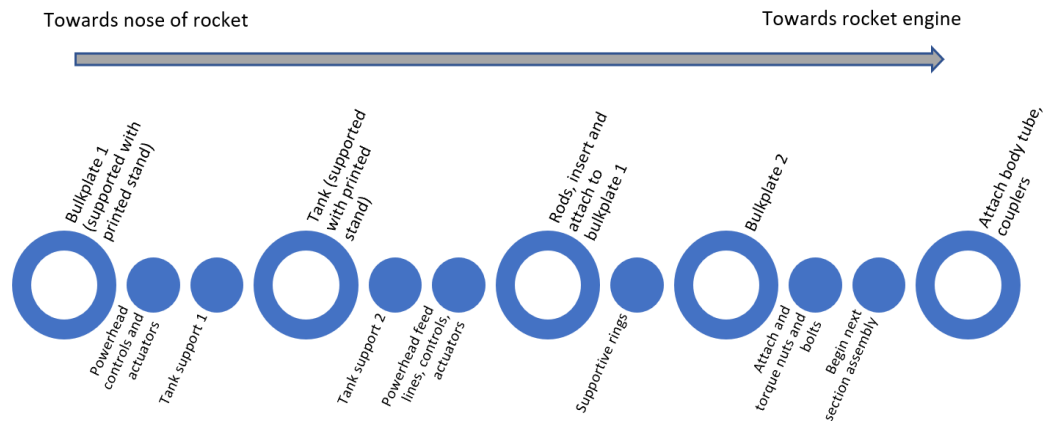 Towards nose of rocket
Towards rocket engine
Bulkplate 1
(supported with
printed stand)
Powerhead
controls and
actuators
Tank support 1
Tank (supported
with printed
stand)
Tank support 2
Powerhead feed
lines, controls,
actuators
Rods, insert and
attach to
bulkplate 1
Supportive rings
Bulkplate 2
Attach and
torque nuts and
bolts
Begin next
section assembly
Attach body tube,
couplers